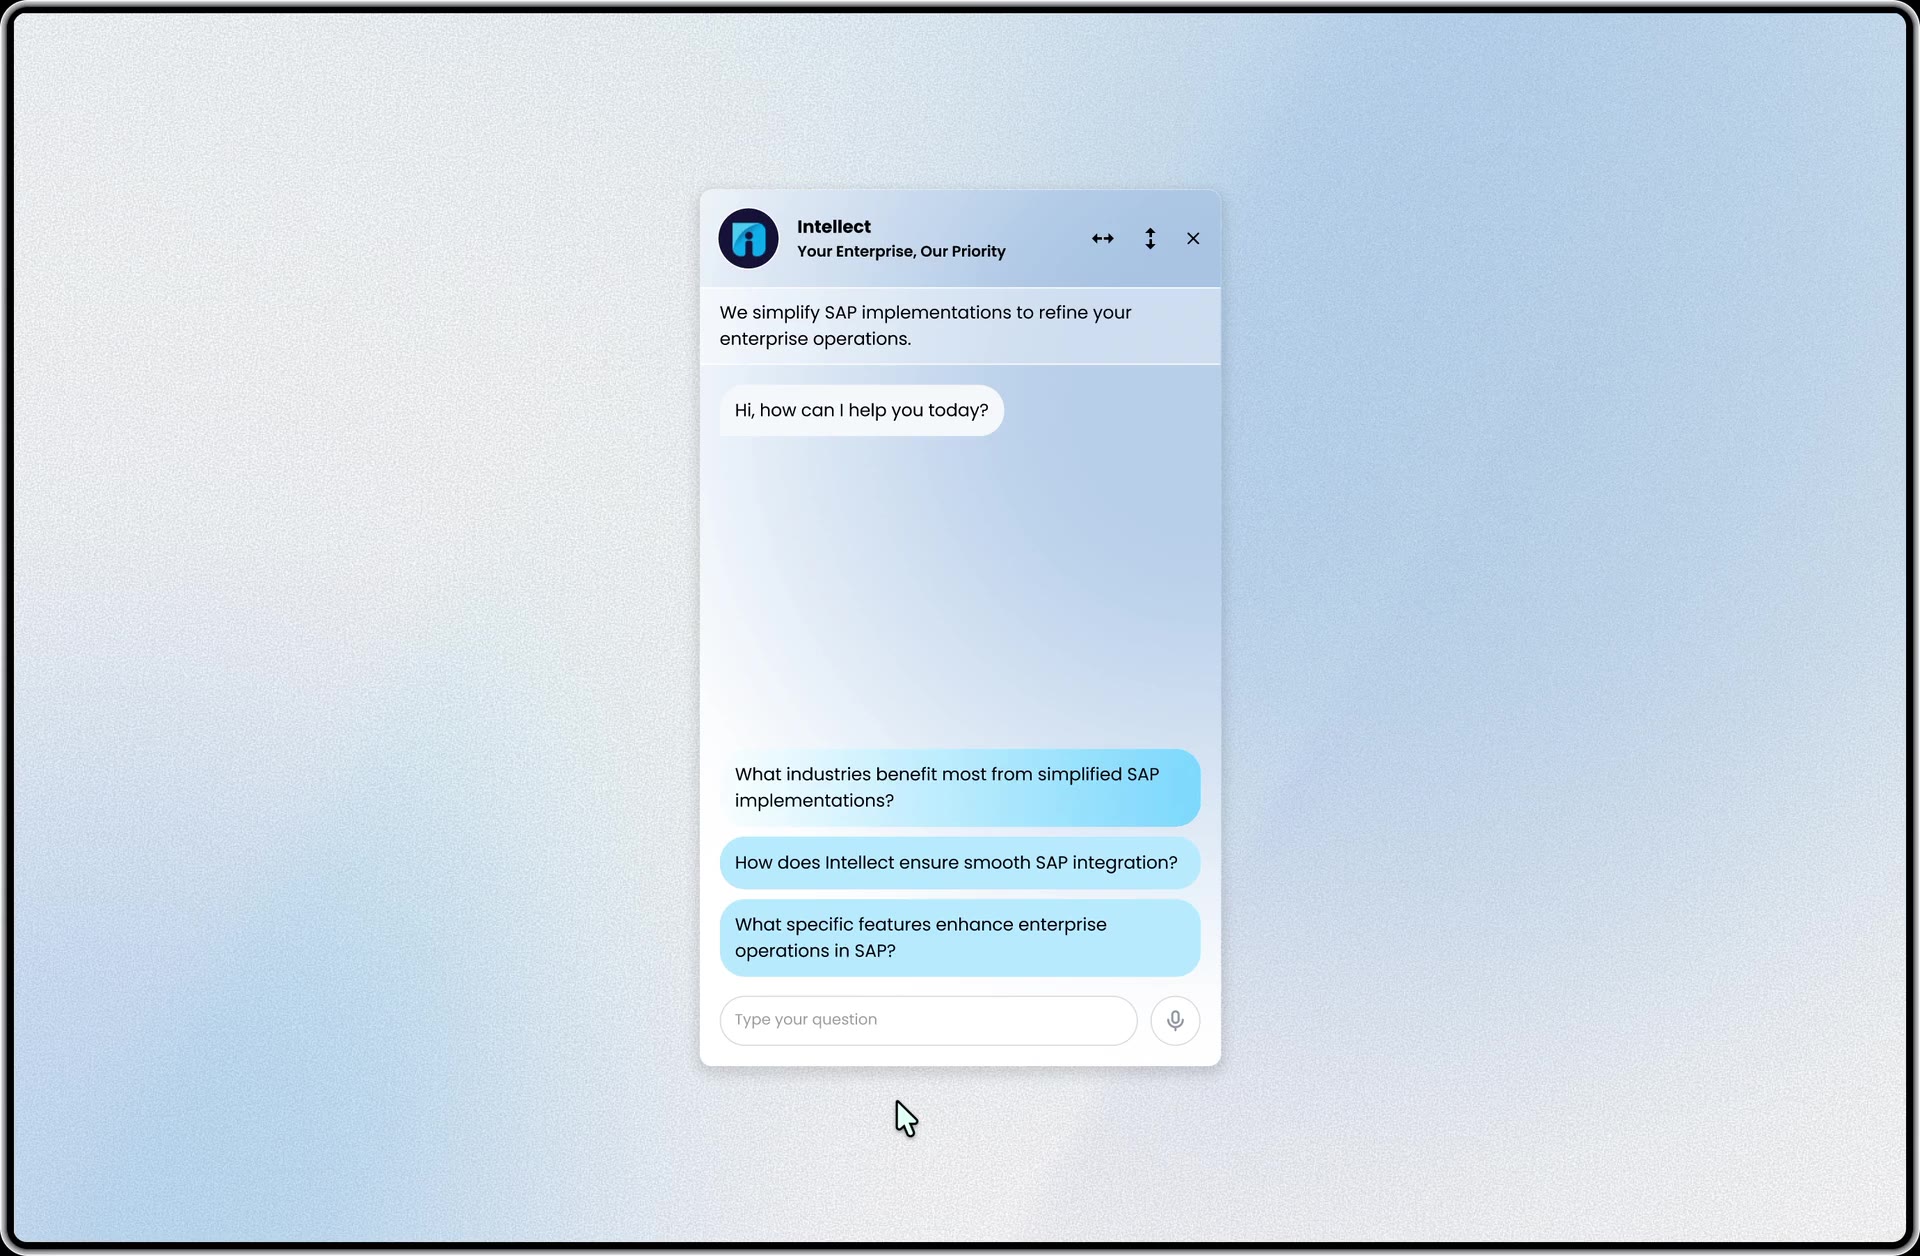 Intellect
Your Enterprise, Our Priority
We simplify SAP implementations to refine your
enterprise operations.
Hi, how can I help you today?
What industries benefit most from simplified SAP
implementations?
How does Intellect ensure smooth SAP integration?
What specific features enhance enterprise
operations in SAP?
Type your question